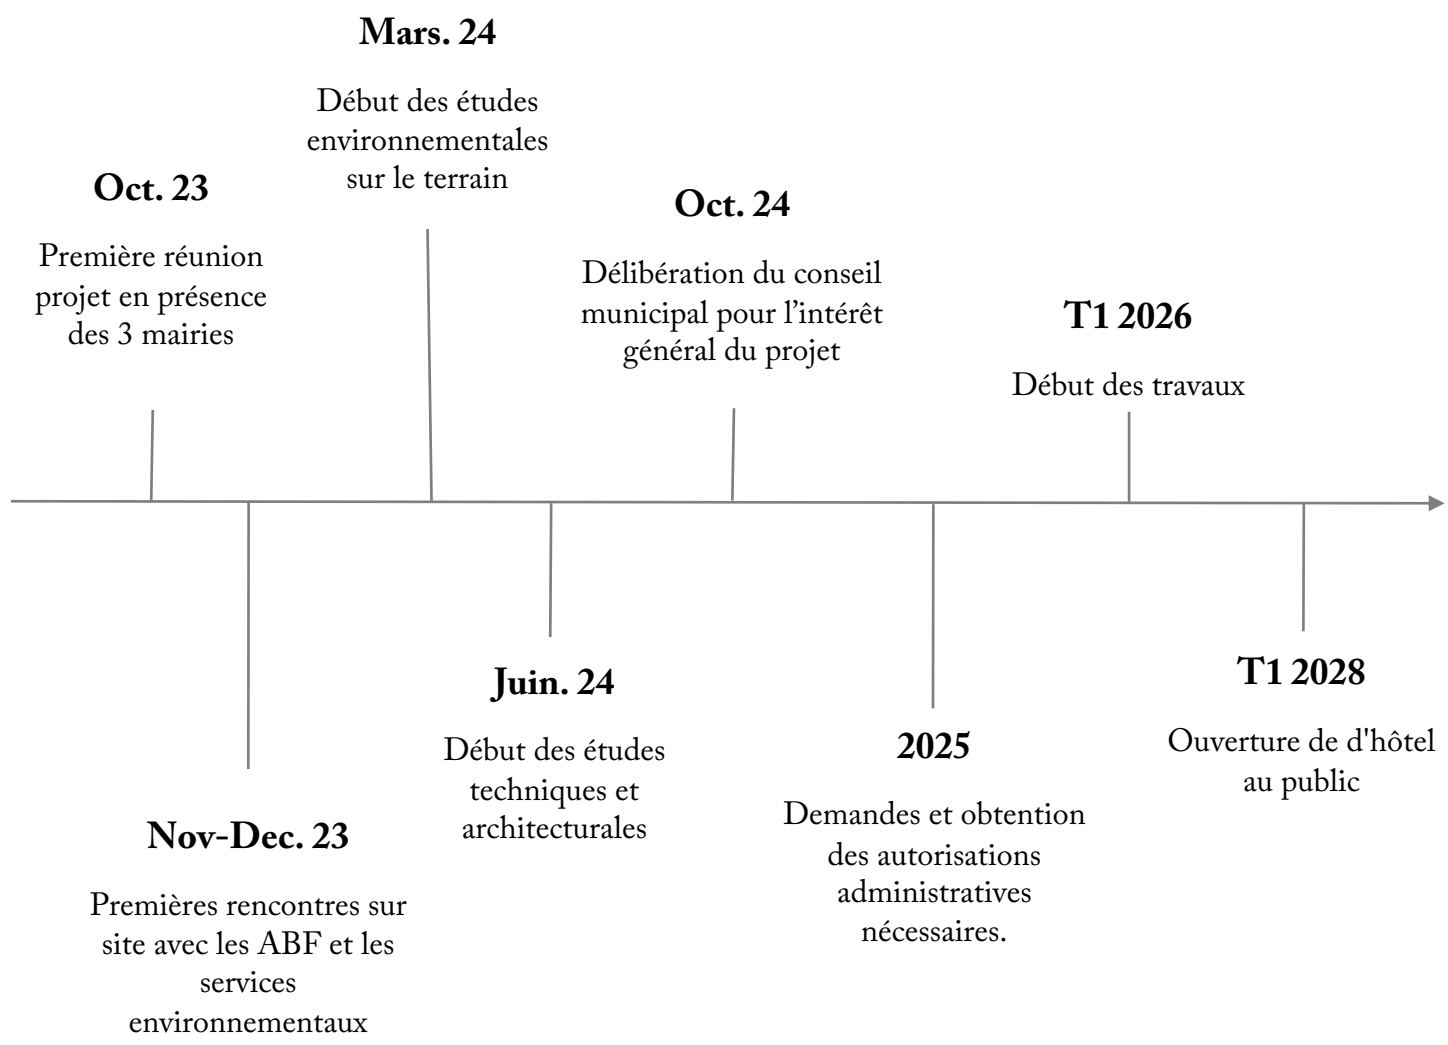 Mars. 24
Début des études
environnementales
sur le terrain
Oct. 23
Première réunion
projet en présence
des 3 mairies
Oct. 24
Délibération du conseil
municipal pour l’intérêt
général du projet
T1 2026
Début des travaux
Nov-Dec. 23
Premières rencontres sur
site avec les ABF et les
services
environnementaux
Juin. 24
Début des études
techniques et
architecturales
2025
Demandes et obtention
des autorisations
administratives
nécessaires.
T1 2028
Ouverture de d'hôtel
au public